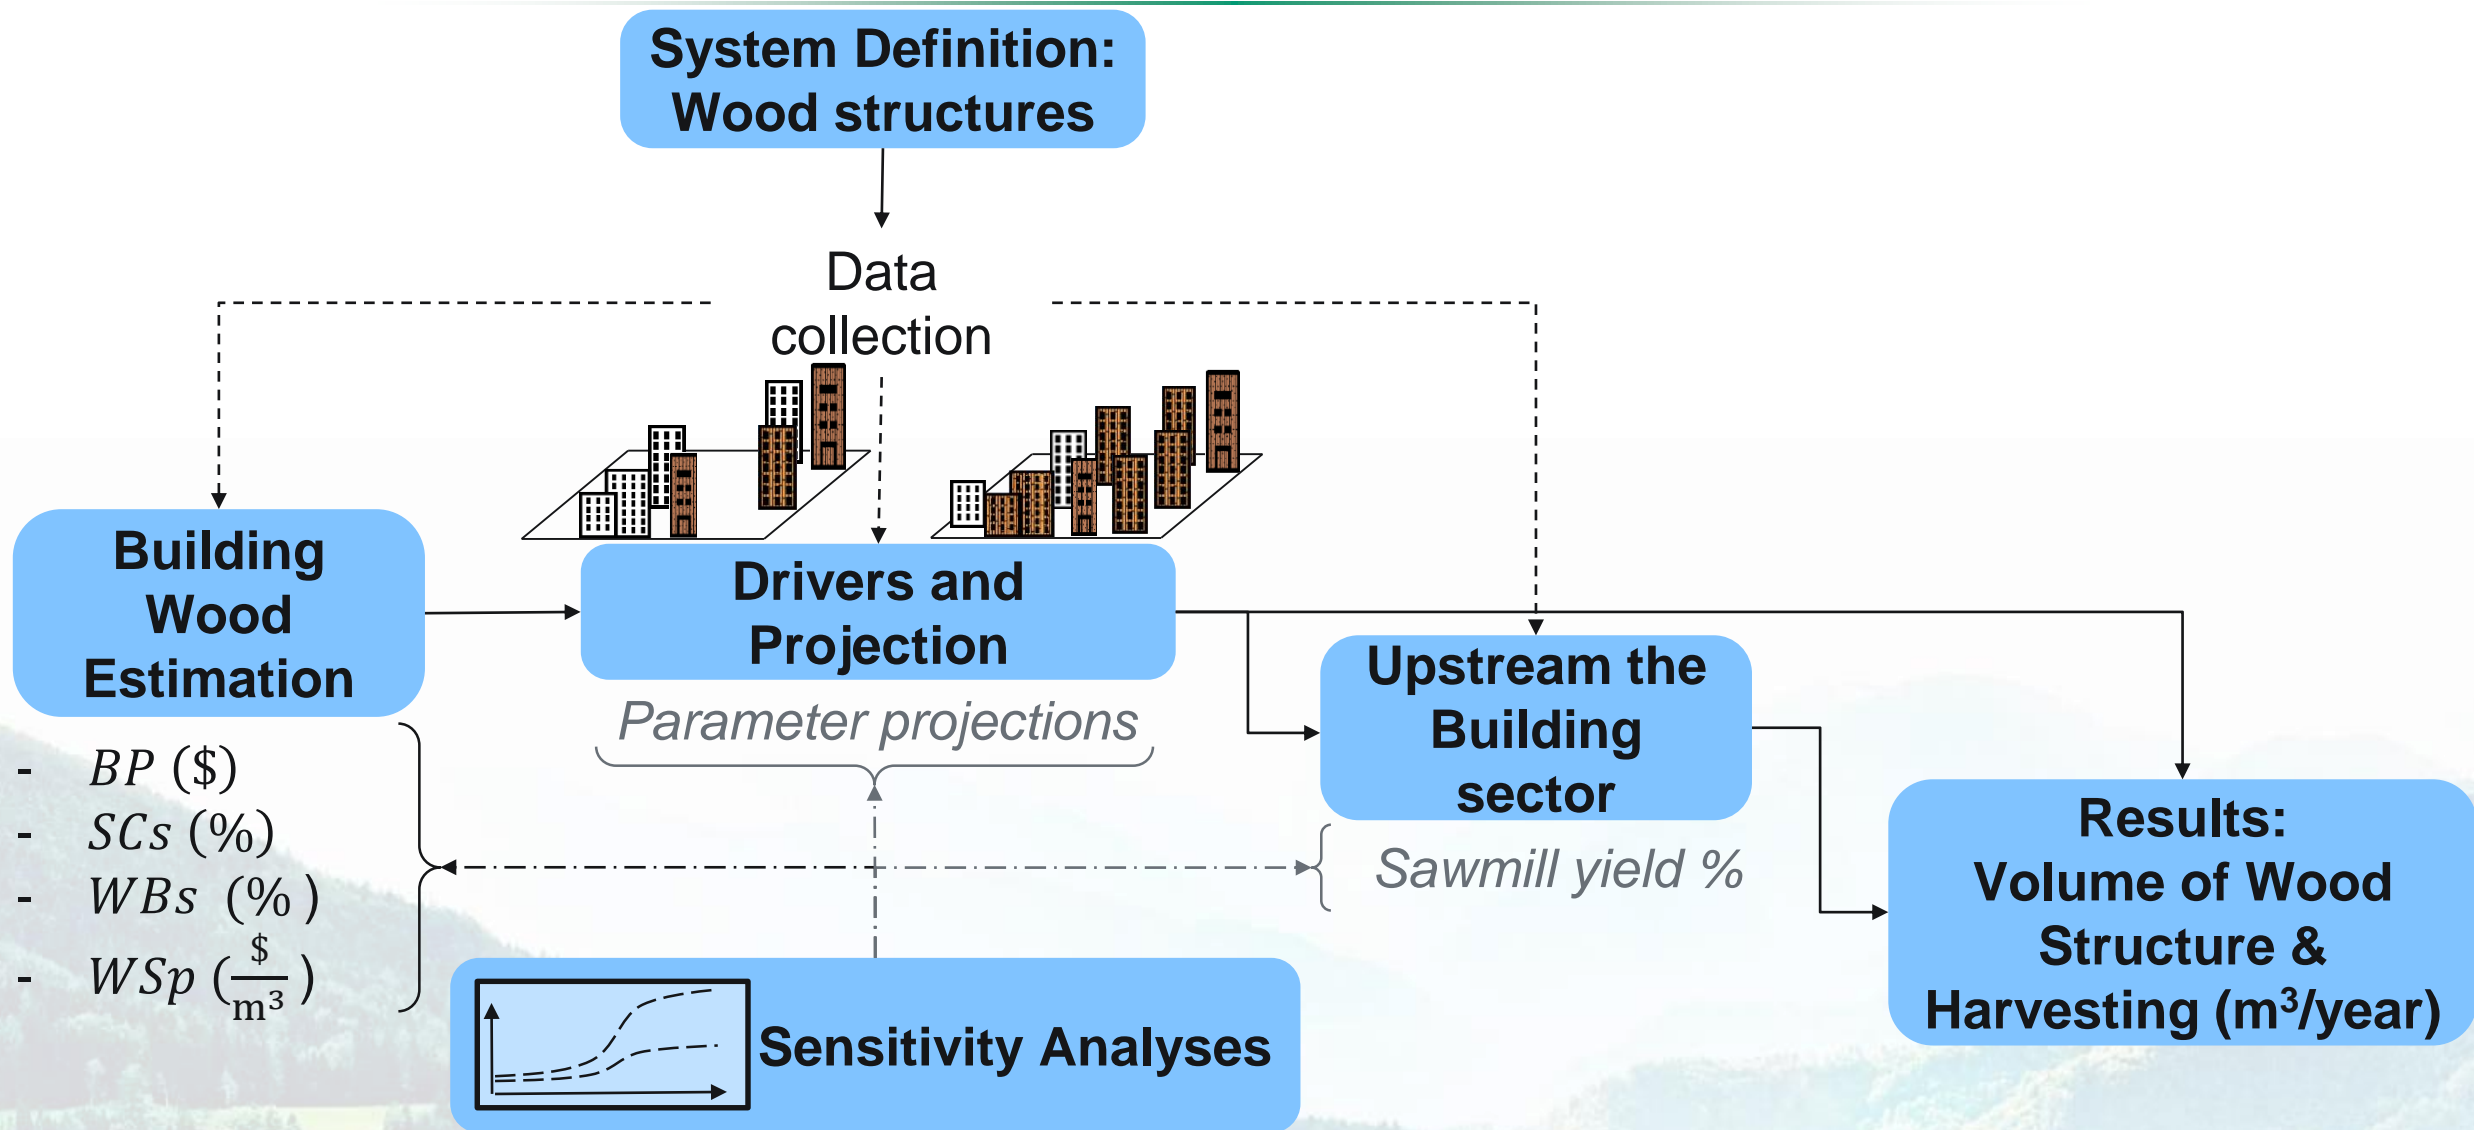 System Definition:
Wood structures
Data
collection
Building
Wood
Estimation
Drivers and
Projection
Parameter projections
Upstream the
Building
sector
Sawmill yield %
- BP ($)
- SCs (%)
- WBs (%)
- WSp ($/m³)
Sensitivity Analyses
Results:
Volume of Wood
Structure &
Harvesting (m³/year)